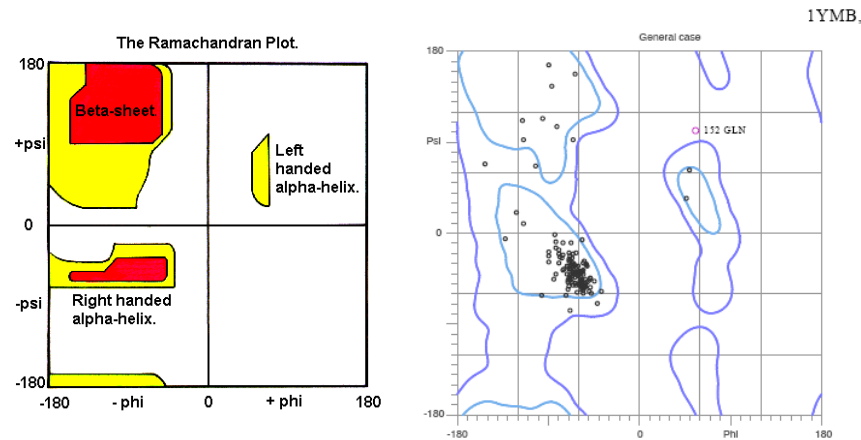 1YMB,
The Ramachandran Plot.
180
+psi
0
-psi
-180
Beta-sheet.
Left
handed
alpha-helix.
Right handed
alpha-helix.
-180
- phi
0
+ phi
180
General case
180
Psi
0
-180
152 GLN
-180
0
Phi
180